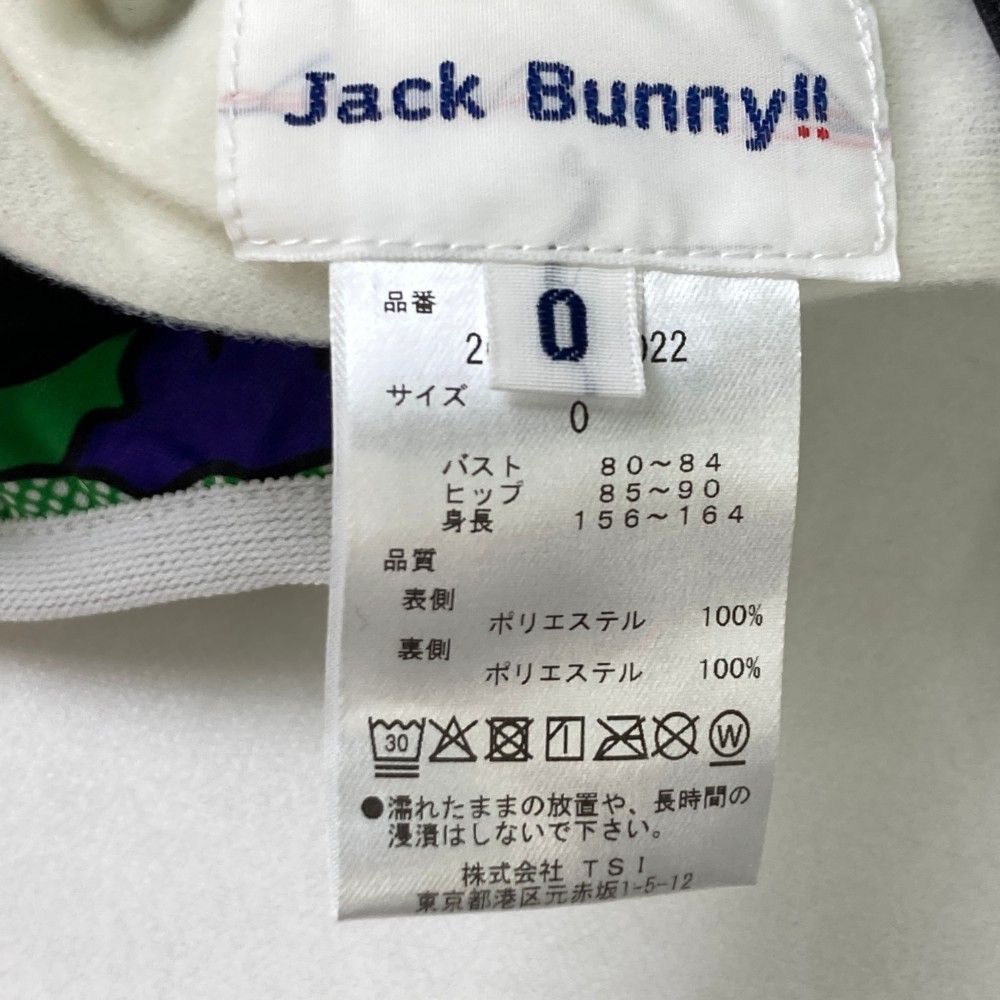 Jack Bunny!!
0
品番
2 022
サイズ
0
バスト 80〜84
ヒップ 85〜90
身長 156〜164
品質
表側
ポリエステル 100%
裏側
ポリエステル 100%
30
W
●濡れたままの放置や、長時間の
浸漬はしないで下さい。
株式会社 TSI
東京都港区元赤坂1-5-12